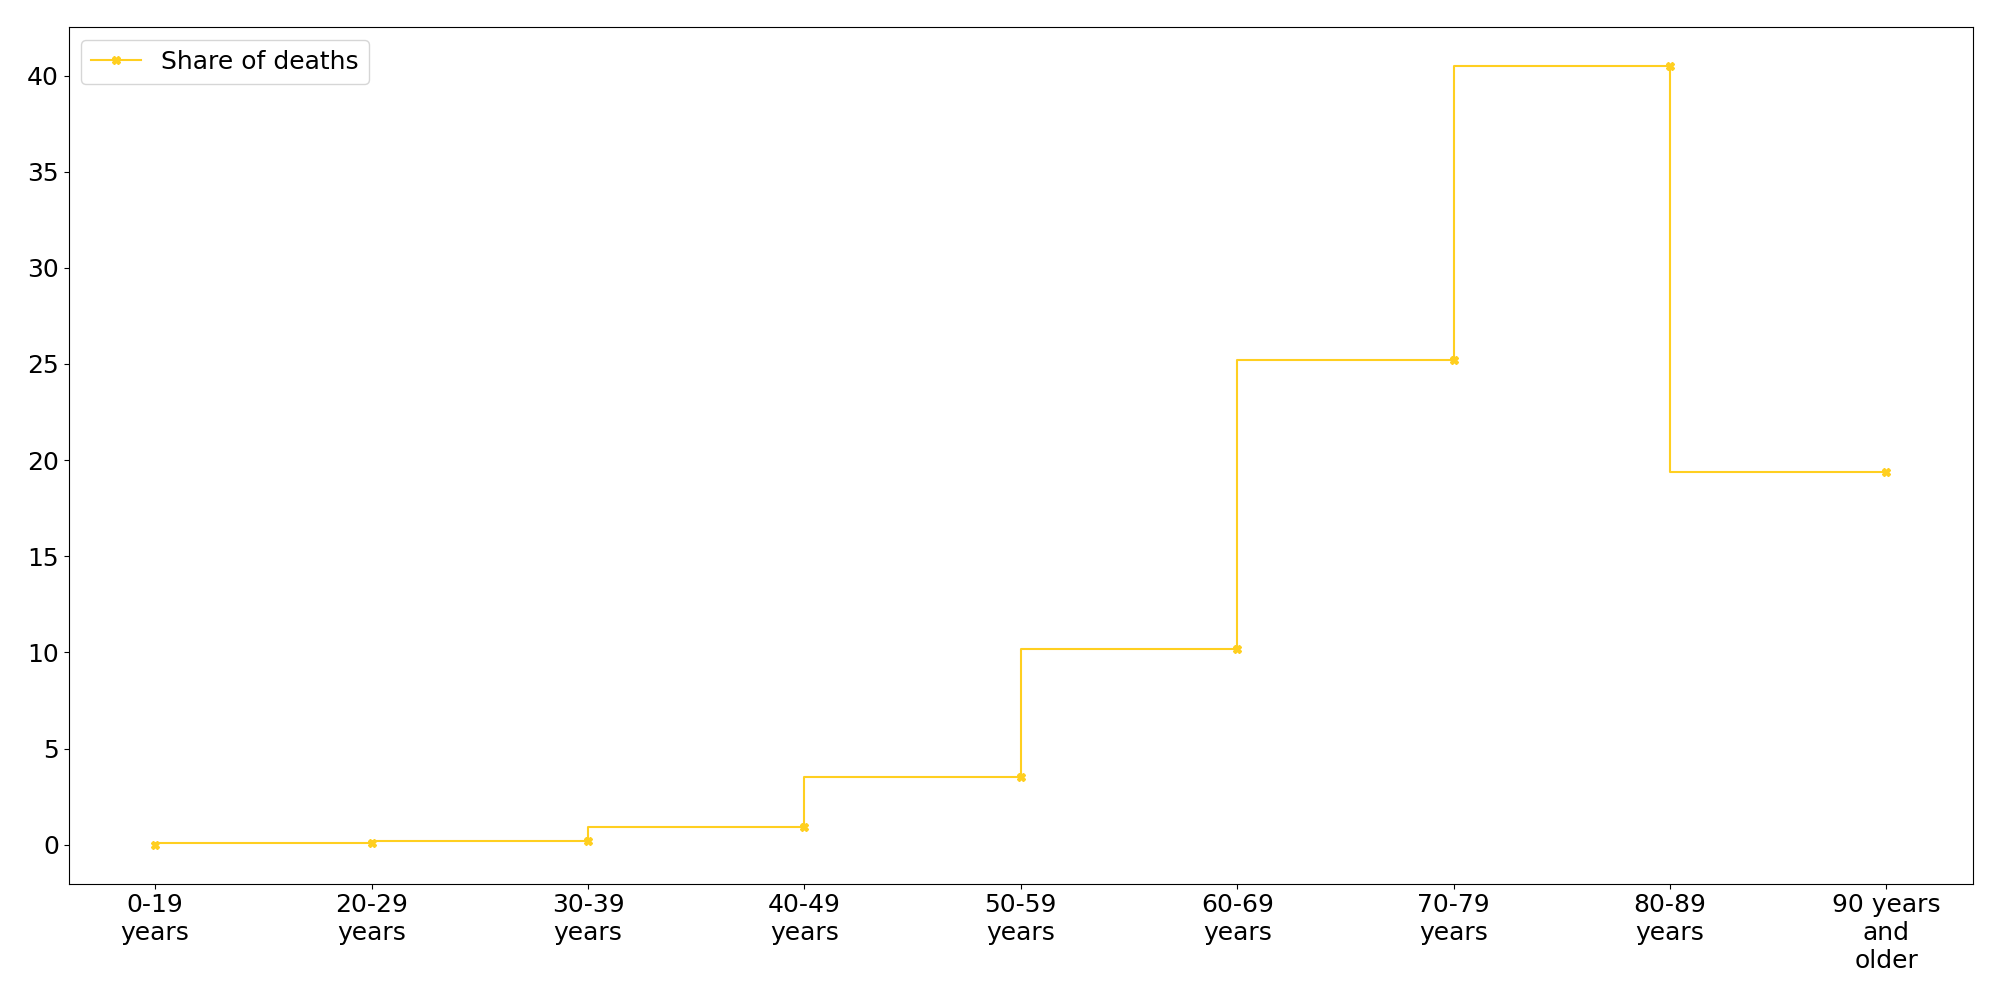 Share of deaths
40
35
30
25
20
15
10
5
0
0-19
years
20-29
years
30-39
years
40-49
years
50-59
years
60-69
years
70-79
years
80-89
years
90 years
and
older